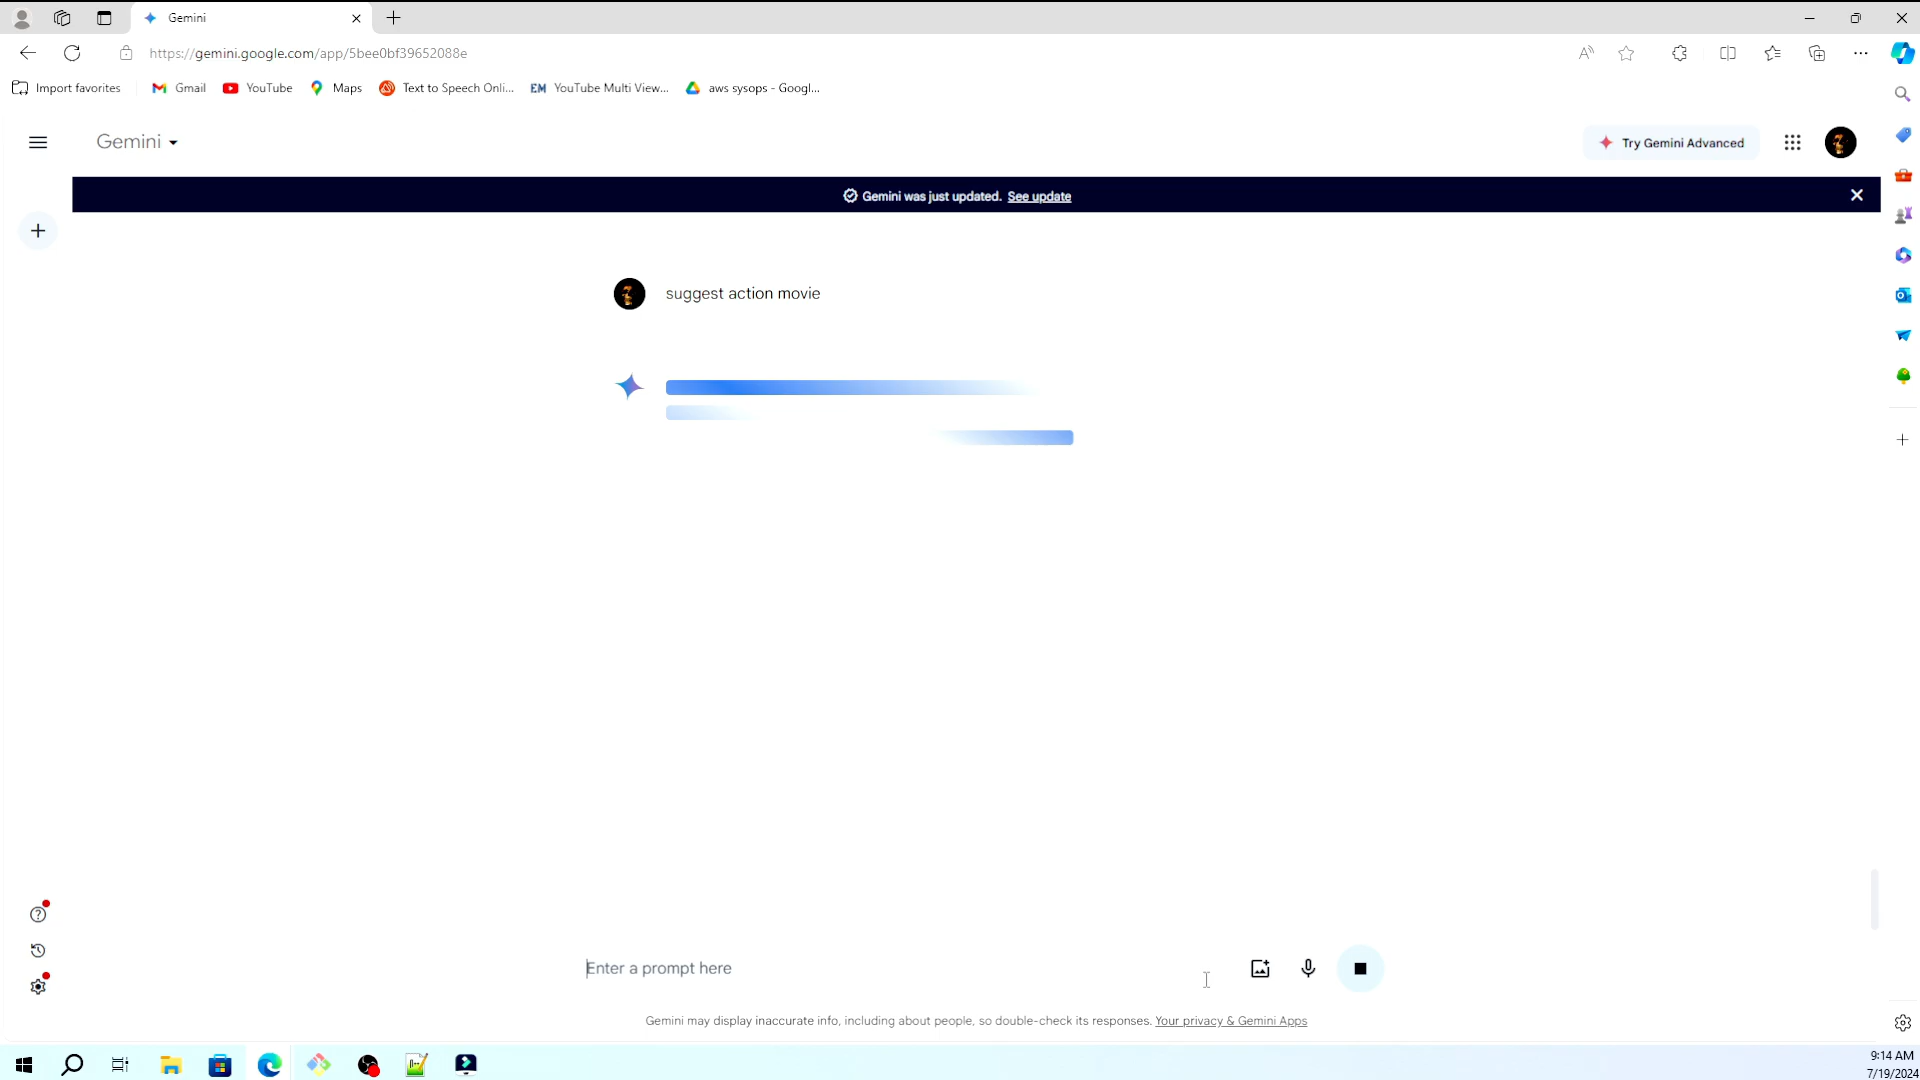 Gemini
https://gemini.google.com/app/5bee0bf39652088e
Import favorites
Gmail
YouTube
Maps
Text to Speech Onli...
EM YouTube Multi View...
aws sysops - Googl...
Gemini
Try Gemini Advanced
Gemini was just updated. See update
suggest action movie
Enter a prompt here
Gemini may display inaccurate info, including about people, so double-check its responses. Your privacy & Gemini Apps
9:14 AM
7/19/2024